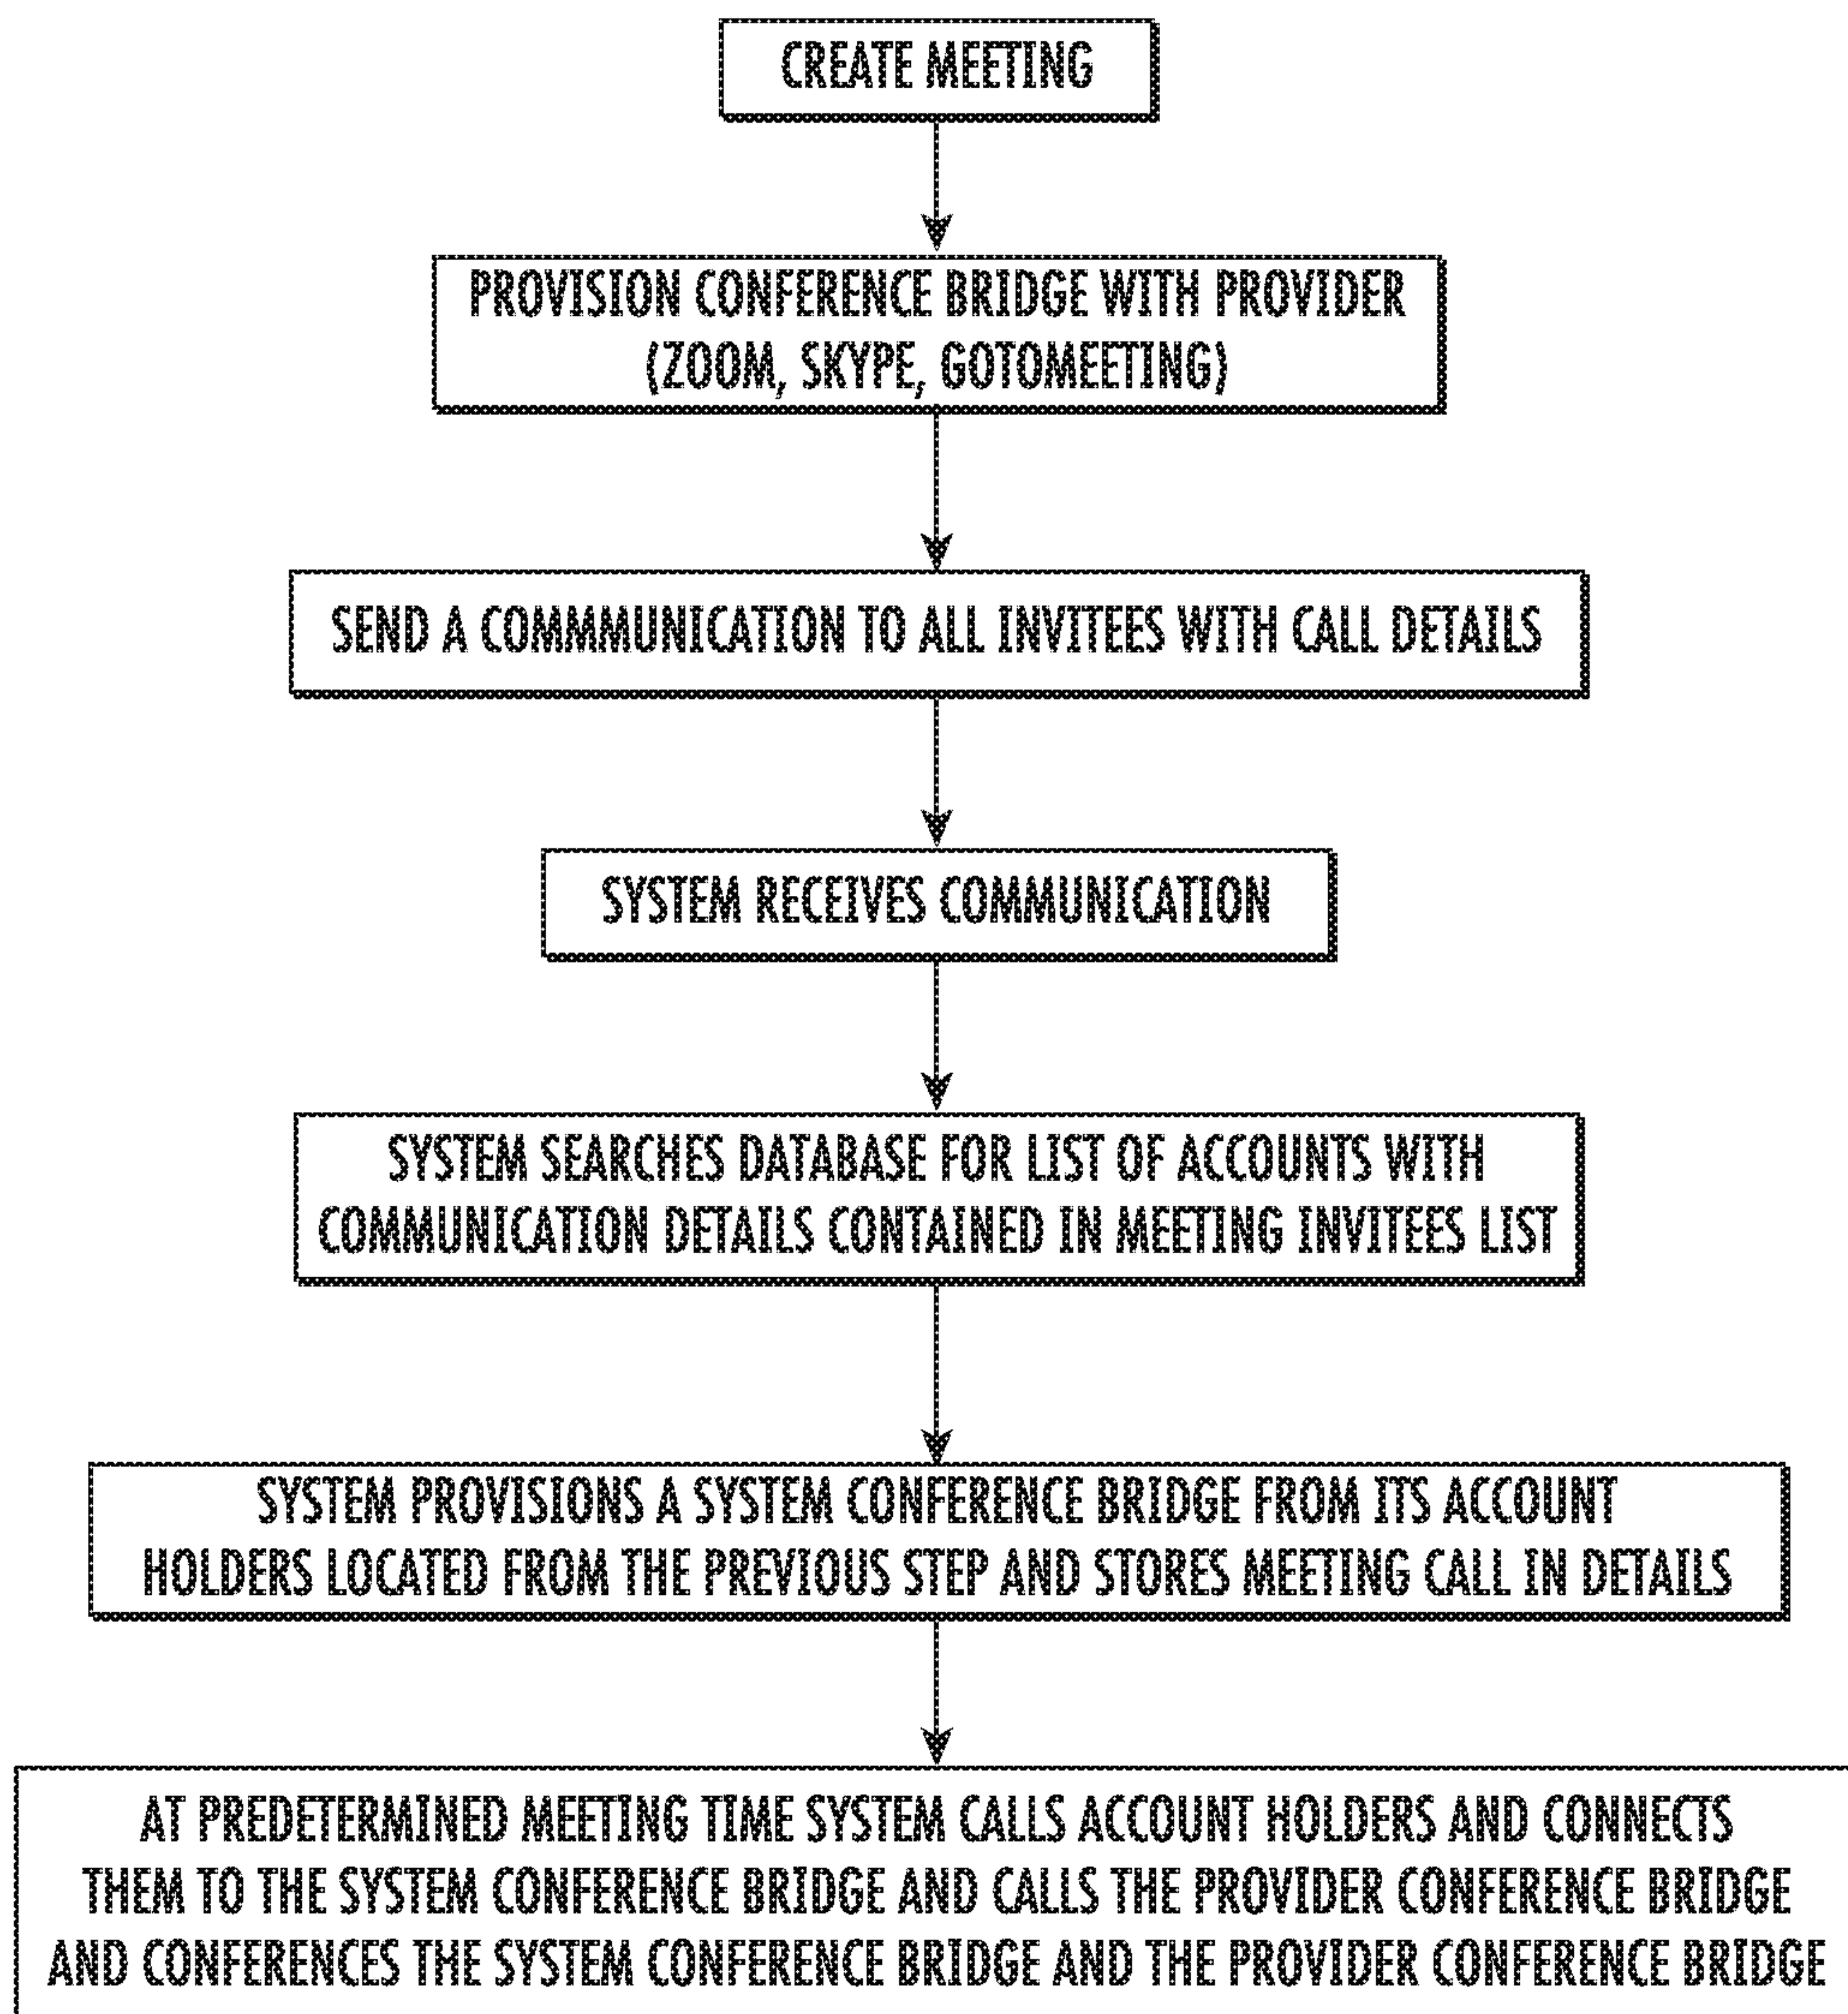 CREATE MEETING
PROVISION CONFERENCE BRIDGE WITH PROVIDER
(ZOOM, SKYPE, GOTOMEETING)
SEND A COMMMUNICATION TO ALL INVITEES WITH CALL DETAILS
SYSTEM RECEIVES COMMUNICATION
SYSTEM SEARCHES DATABASE FOR LIST OF ACCOUNTS WITH
COMMUNICATION DETAILS CONTAINED IN MEETING INVITEES LIST
SYSTEM PROVISIONS A SYSTEM CONFERENCE BRIDGE FROM ITS ACCOUNT
HOLDERS LOCATED FROM THE PREVIOUS STEP AND STORES MEETING CALL IN DETAILS
AT PREDETERMINED MEETING TIME SYSTEM CALLS ACCOUNT HOLDERS AND CONNECTS
THEM TO THE SYSTEM CONFERENCE BRIDGE AND CALLS THE PROVIDER CONFERENCE BRIDGE
AND CONFERENCES THE SYSTEM CONFERENCE BRIDGE AND THE PROVIDER CONFERENCE BRIDGE